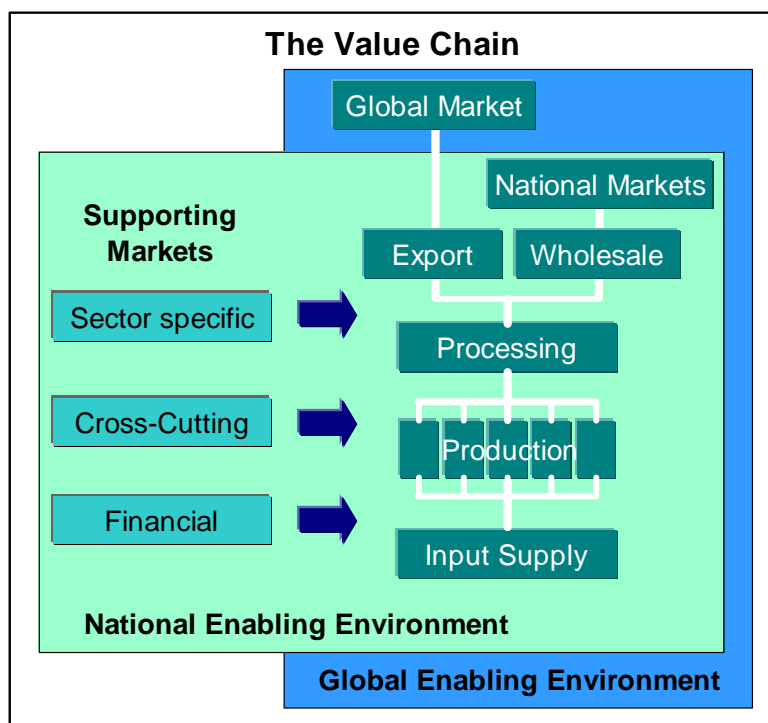 The Value Chain
Global Market
National Markets
Supporting
Markets
Export
Wholesale
Sector specific
Processing
Cross-Cutting
Production
Financial
Input Supply
National Enabling Environment
Global Enabling Environment